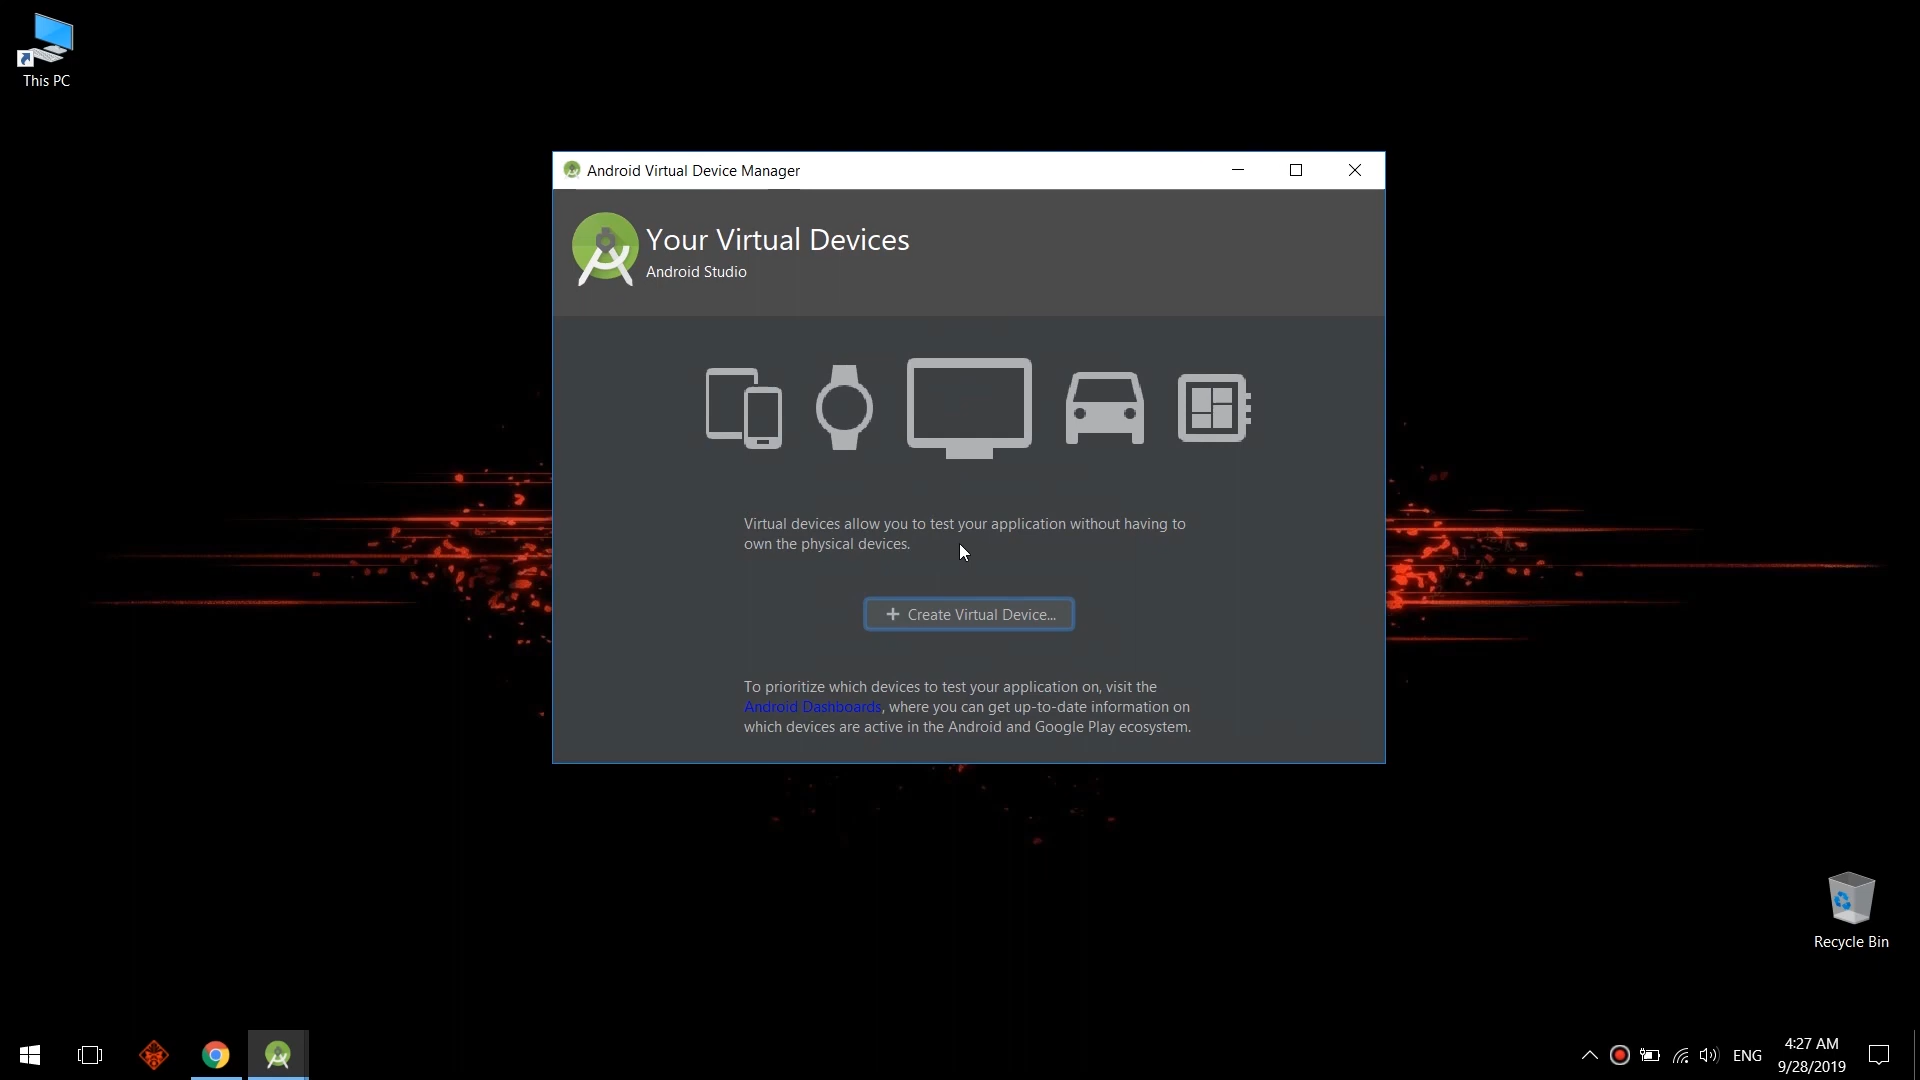 This PC
Android Virtual Device Manager
Your Virtual Devices
Android Studio
Virtual devices allow you to test your application without having to
own the physical devices.
+ Create Virtual Device...
To prioritize which devices to test your application on, visit the
Android Dashboards, where you can get up-to-date information on
which devices are active in the Android and Google Play ecosystem.
Recycle Bin
ENG
4:27 AM
9/28/2019